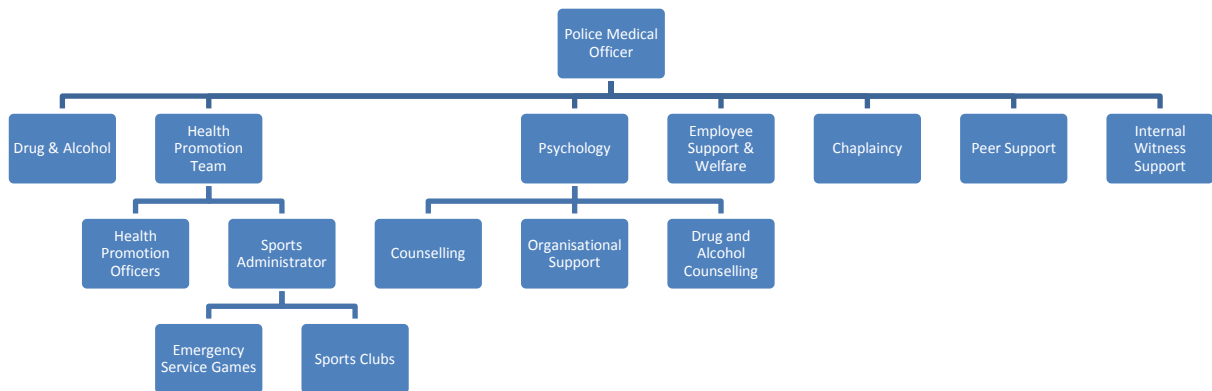 Police Medical
Officer
Drug & Alcohol
Health
Promotion
Team
Psychology
Employee
Support &
Welfare
Chaplaincy
Peer Support
Internal
Witness
Support
Health
Promotion
Officers
Sports
Administrator
Counselling
Organisational
Support
Drug and
Alcohol
Counselling
Emergency
Service Games
Sports Clubs